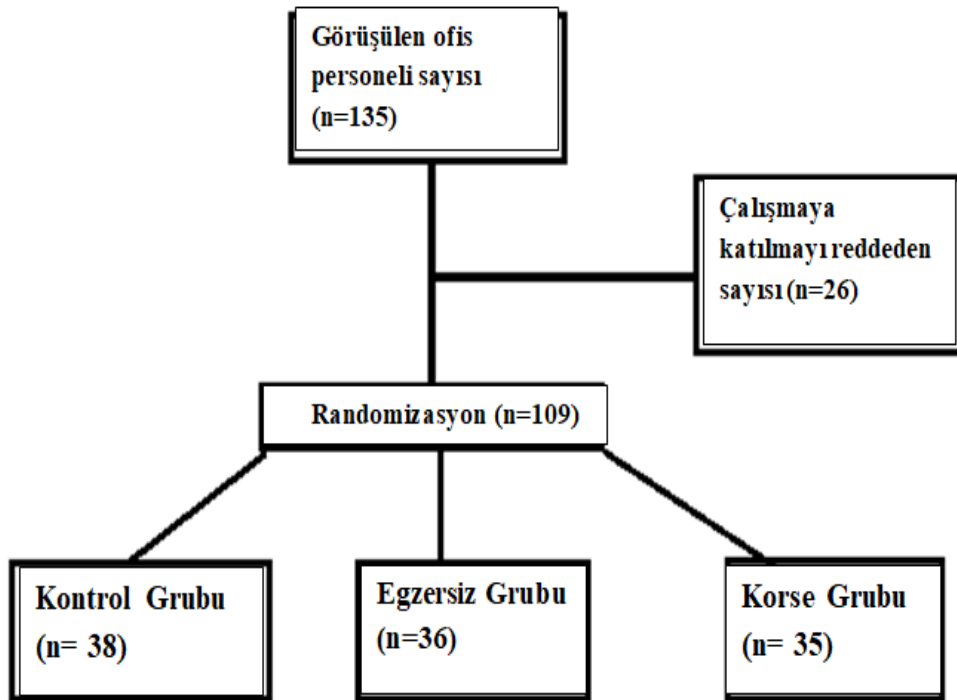 Görüşülen ofis
personeli sayısı
(n=135)
Çalışmaya
katılmayı reddeden
sayısı (n=26)
Randomizasyon (n=109)
Kontrol Grubu
(n= 38)
Egzersiz Grubu
(n=36)
Korse Grubu
(n= 35)